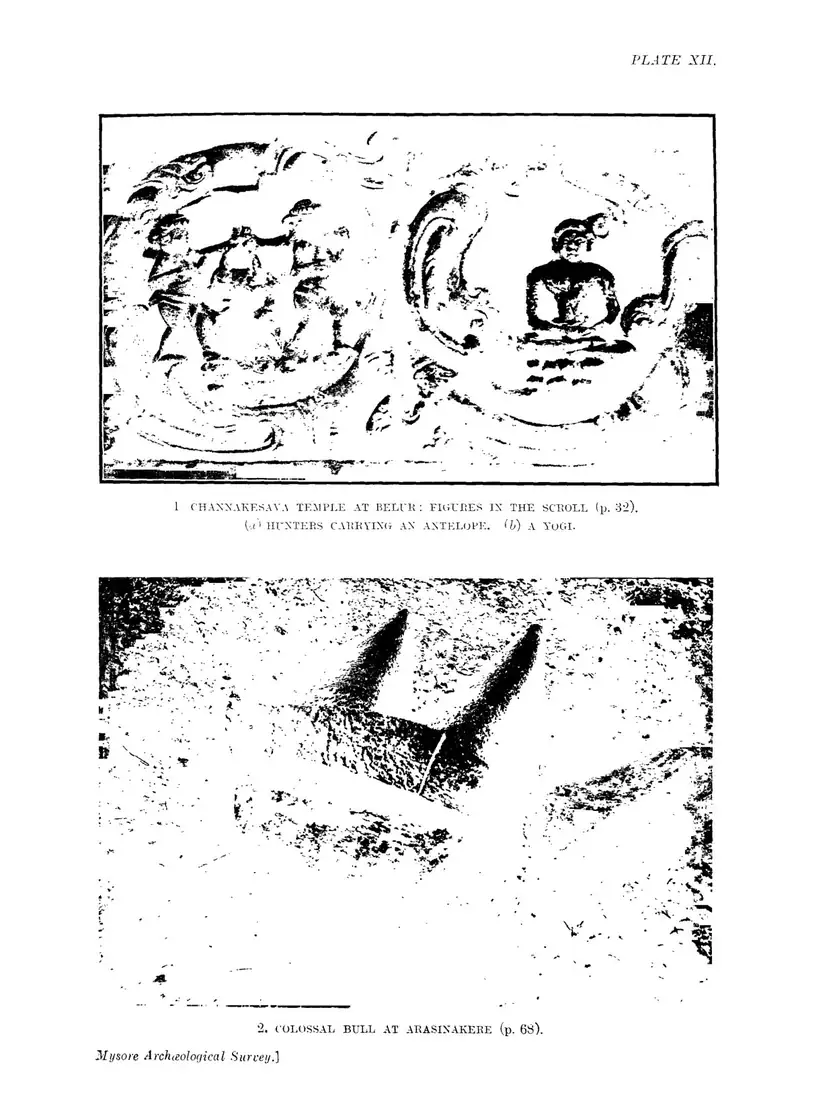 PLATE XII.
1 CHANNAKESAVA TEMPLE AT BELUR: FIGURES IN THE SCROLL (p. 32).
(a) HUNTERS CARRYING AN ANTELOPE. (b) A YOGI.
2. COLOSSAL BULL AT ARASINAKERE (p. 68).
Mysore Archæological Survey.]